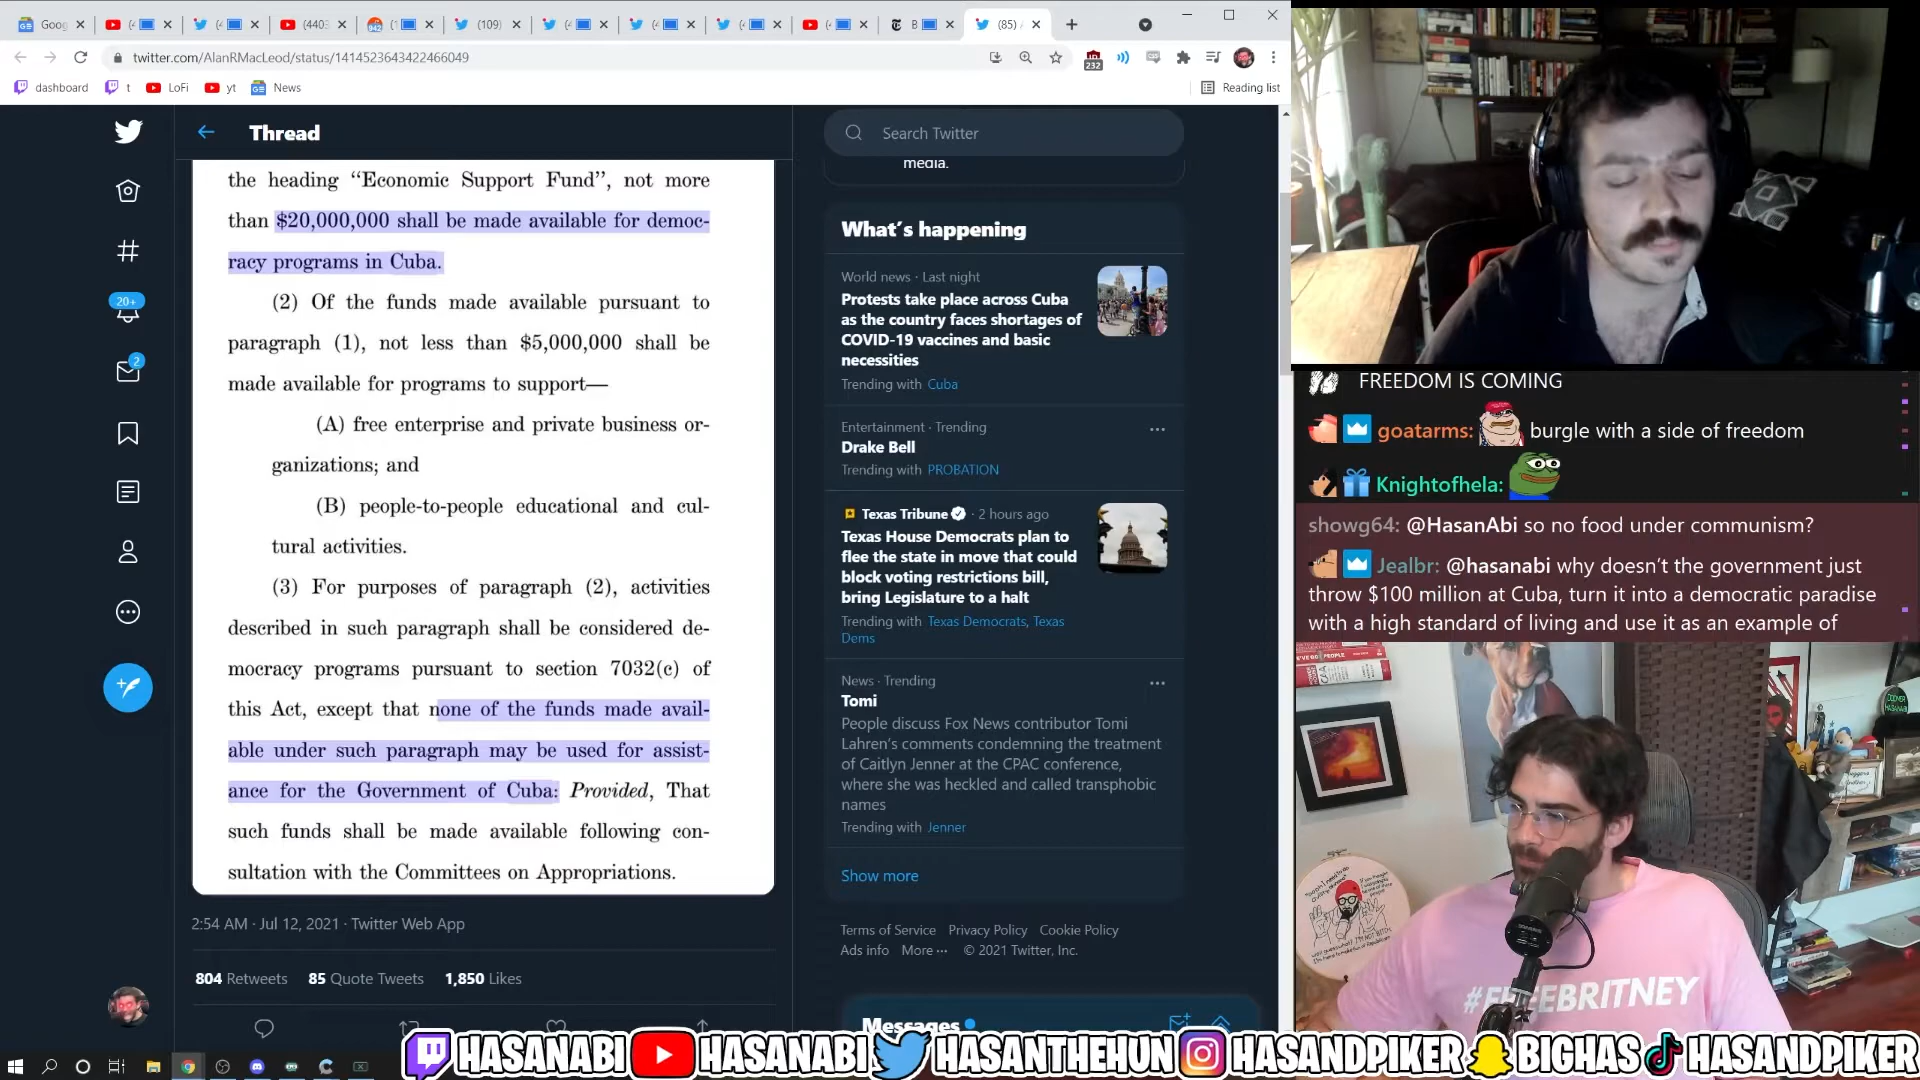 Goog
(4403
(109)
B
(85)
twitter.com/AlanRMacLeod/status/1414523643422466049
232
dashboard
t
LoFi
yt
News
Reading list
Thread
Search Twitter
media.
the heading “Economic Support Fund”, not more
than $20,000,000 shall be made available for democ-
racy programs in Cuba.
(2) Of the funds made available pursuant to
paragraph (1), not less than $5,000,000 shall be
made available for programs to support—
(A) free enterprise and private business or-
ganizations; and
(B) people-to-people educational and cul-
tural activities.
(3) For purposes of paragraph (2), activities
described in such paragraph shall be considered de-
mocracy programs pursuant to section 7032(c) of
this Act, except that none of the funds made avail-
able under such paragraph may be used for assist-
ance for the Government of Cuba: Provided, That
such funds shall be made available following con-
sultation with the Committees on Appropriations.
2:54 AM · Jul 12, 2021 · Twitter Web App
804 Retweets 85 Quote Tweets 1,850 Likes
20+
2
What’s happening
World news · Last night
Protests take place across Cuba
as the country faces shortages of
COVID-19 vaccines and basic
necessities
Trending with Cuba
Entertainment · Trending
Drake Bell
Trending with PROBATION
Texas Tribune · 2 hours ago
Texas House Democrats plan to
flee the state in move that could
block voting restrictions bill,
bring Legislature to a halt
Trending with Texas Democrats, Texas
Dems
News · Trending
Tomi
People discuss Fox News contributor Tomi
Lahren’s comments condemning the treatment
of Caitlyn Jenner at the CPAC conference,
where she was heckled and called transphobic
names
Trending with Jenner
Show more
Terms of Service Privacy Policy Cookie Policy
Ads info More ··· © 2021 Twitter, Inc.
Messages
FREEDOM IS COMING
goatarms: burgle with a side of freedom
Knightofhela:
showg64: @HasanAbi so no food under communism?
Jealbr: @hasanabi why doesn’t the government just
throw $100 million at Cuba, turn it into a democratic paradise
with a high standard of living and use it as an example of
#FREEBRITNEY
HASANABI HASANABI HASANTHEHUN HASANDPIKER BIGHAS HASANDPIKER